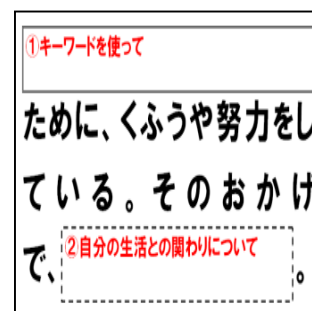 ①キーワードを使って
ために、くふうや努力をし
ている。そのおかげ
で、②自分の生活との関わりについて。